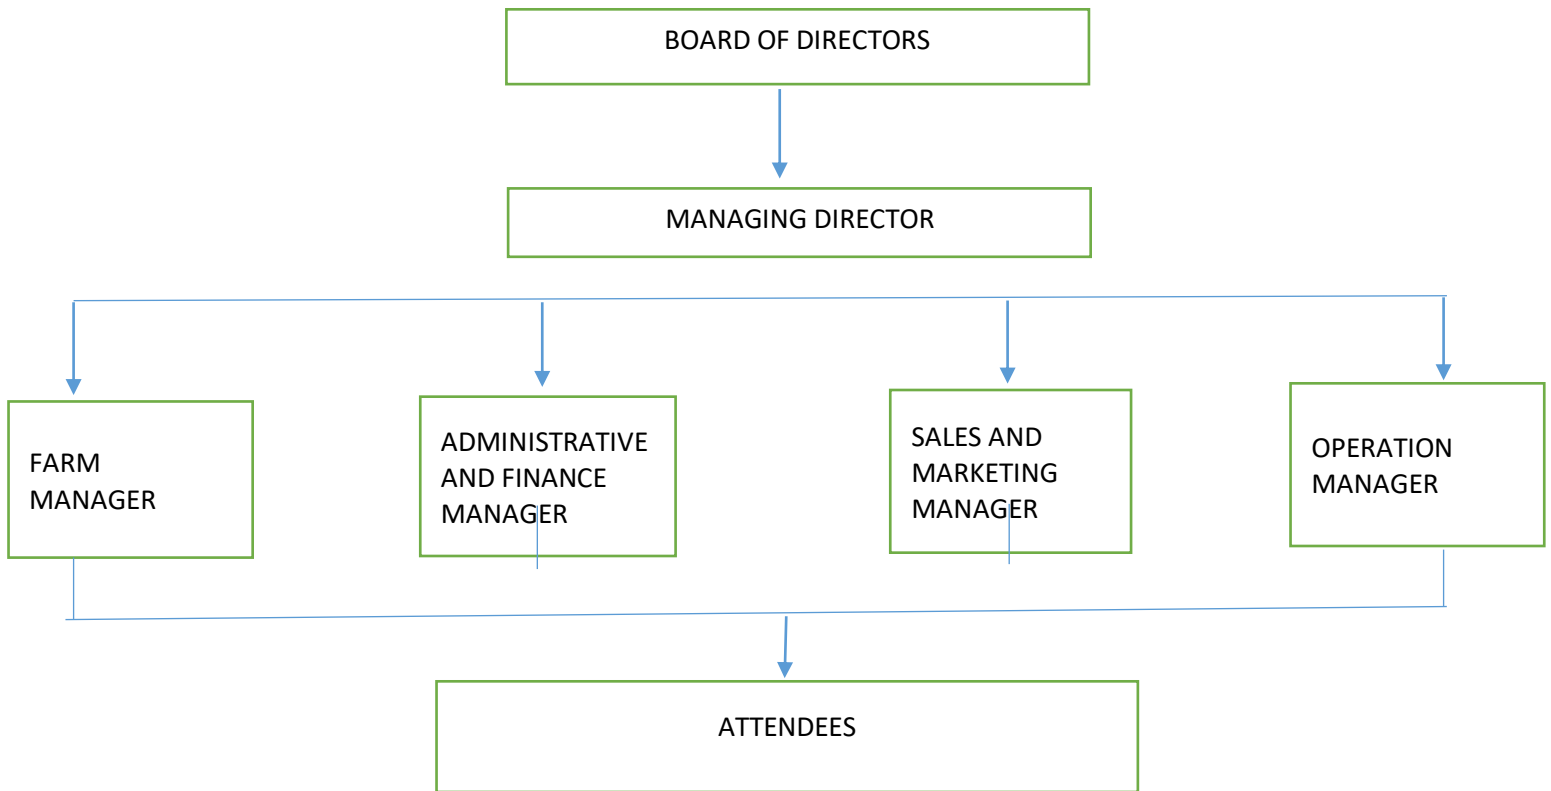 BOARD OF DIRECTORS
MANAGING DIRECTOR
FARM
MANAGER
ADMINISTRATIVE
AND FINANCE
MANAGER
SALES AND
MARKETING
MANAGER
OPERATION
MANAGER
ATTENDEES